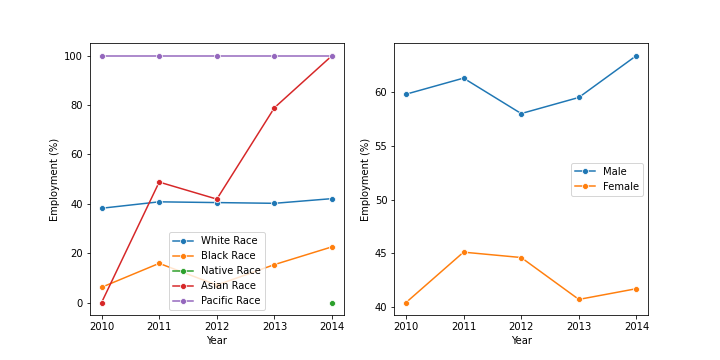 100
80
60
40
20
0
Employment (%)
2010
2011
2012
2013
2014
Year
White Race
Black Race
Native Race
Asian Race
Pacific Race
60
55
50
45
40
Employment (%)
2010
2011
2012
2013
2014
Year
Male
Female